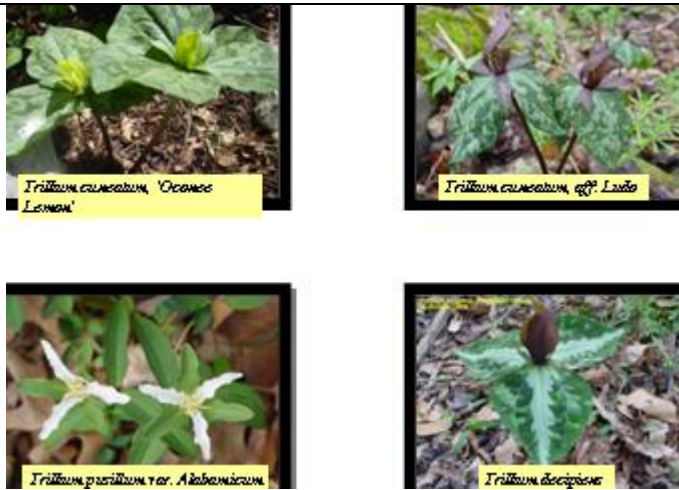 Trillium cuneatum, 'Oconee
Lemon'
Trillium cuneatum, aff. Ludo
Trillium pusillum var. Alabamicum
Trillium decipiens